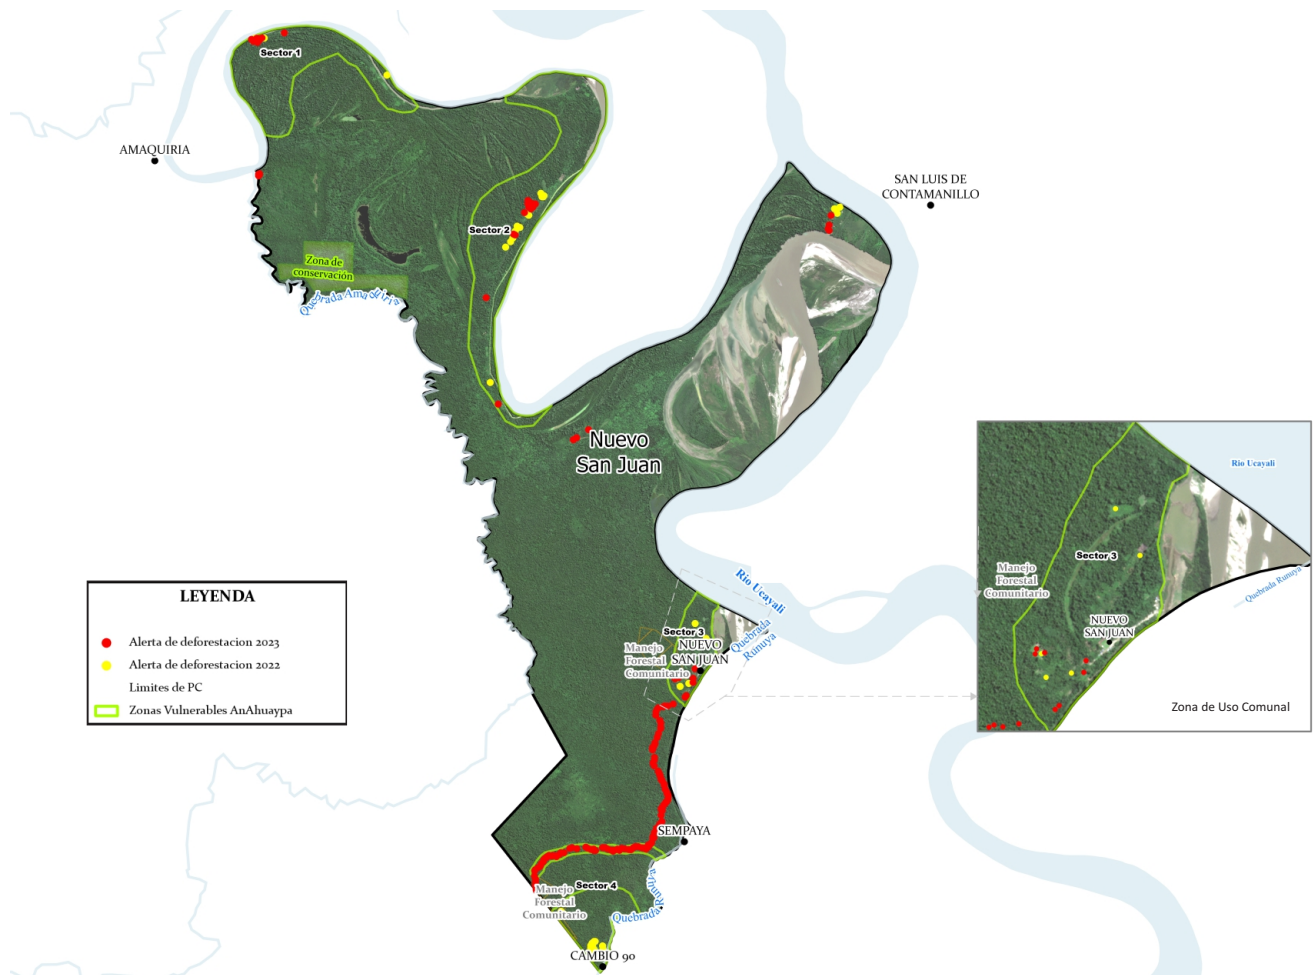 Sector 1
AMAQUIRIA
SAN LUIS DE
CONTAMANILLO
Sector 2
Zona de
conservación
Nuevo
San Juan
Rio Ucayali
Sector 3
Manejo
Forestal
Comunitario
NUEVO
SAN JUAN
Quebrada
Runuya
SEMPAYA
Sector 4
Manejo
Forestal
Comunitario
Quebrada Runuya
CAMBIO 90
LEYENDA
Alerta de deforestacion 2023
Alerta de deforestacion 2022
Limites de PC
Zonas Vulnerables AnAhuaypa
Rio Ucayali
Sector 3
Manejo
Forestal
Comunitario
Quebrada Runuya
NUEVO
SAN JUAN
Zona de Uso Comunal